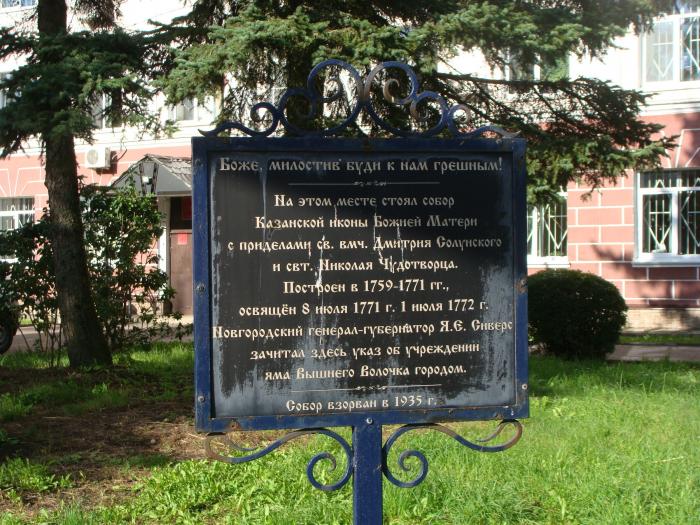 Боже, милостив буди к нам грешным!
На этом месте стоял собор
Казанской иконы Божией Матери
с приделами св. вмч. Дмитрия Солунского
и свт. Николая Чудотворца.
Построен в 1759-1771 гг.,
освящён 8 июля 1771 г. 1 июля 1772 г.
Новгородский генерал-губернатор Я.Е. Сиверс
зачитал здесь указ об учреждении
яма Вышнего Волочка городом.
Собор взорван в 1935 г.